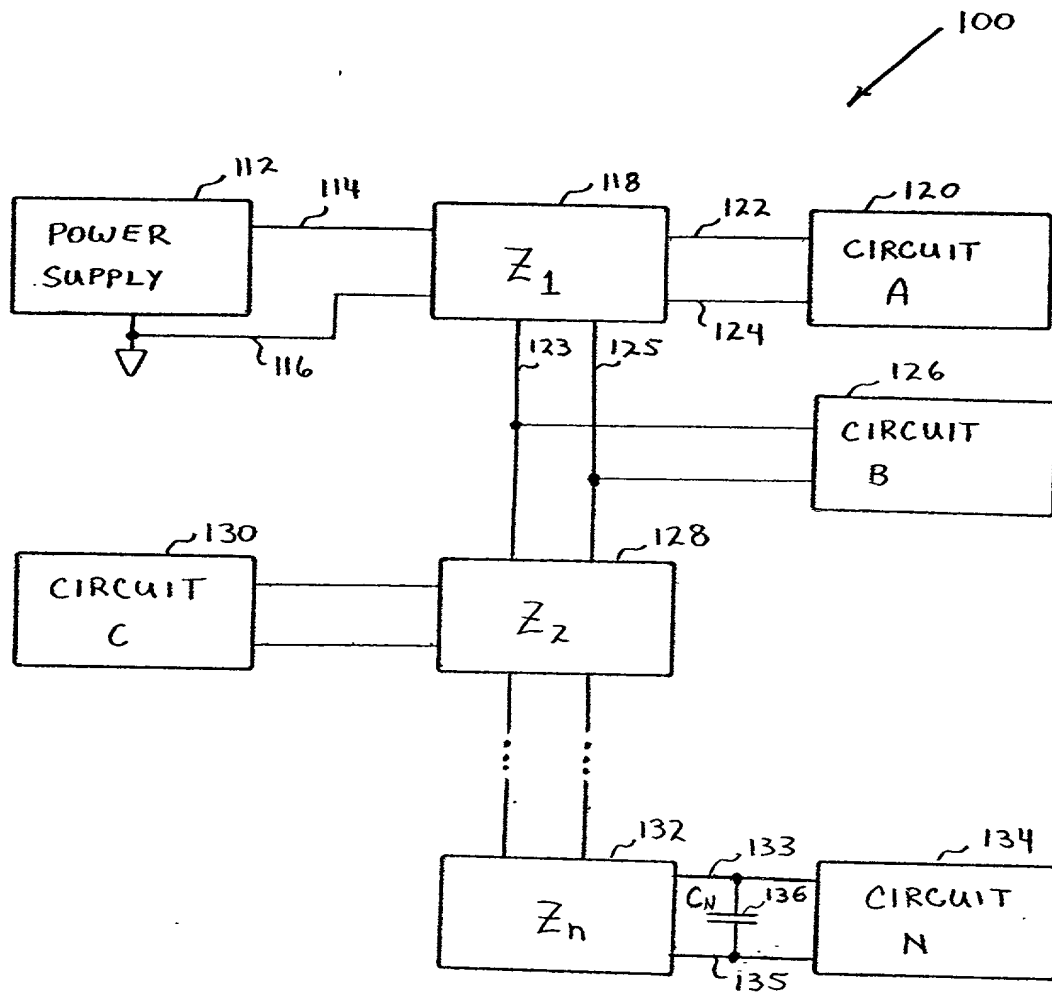 100
112
114
118
122
120
POWER
SUPPLY
Z1
CIRCUIT
A
116
123
125
124
126
CIRCUIT
B
130
128
CIRCUIT
C
Z2
132
133
134
Zn
CN
136
CIRCUIT
N
135